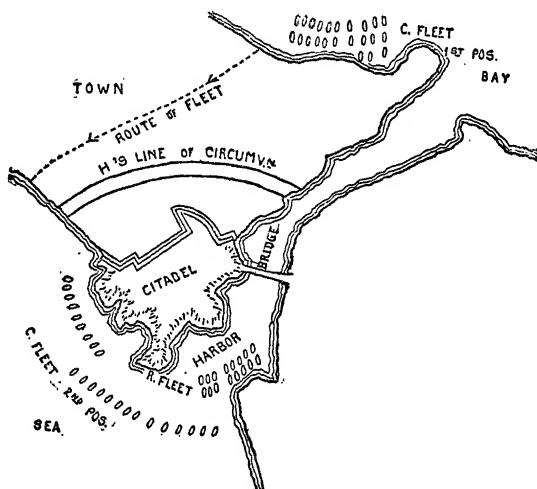 C. FLEET
1ST POS.
BAY
TOWN
ROUTE OF FLEET
H'S LINE OF CIRCUMV.N
BRIDGE
CITADEL
HARBOR
R. FLEET
C. FLEET
2ND POS.
SEA.